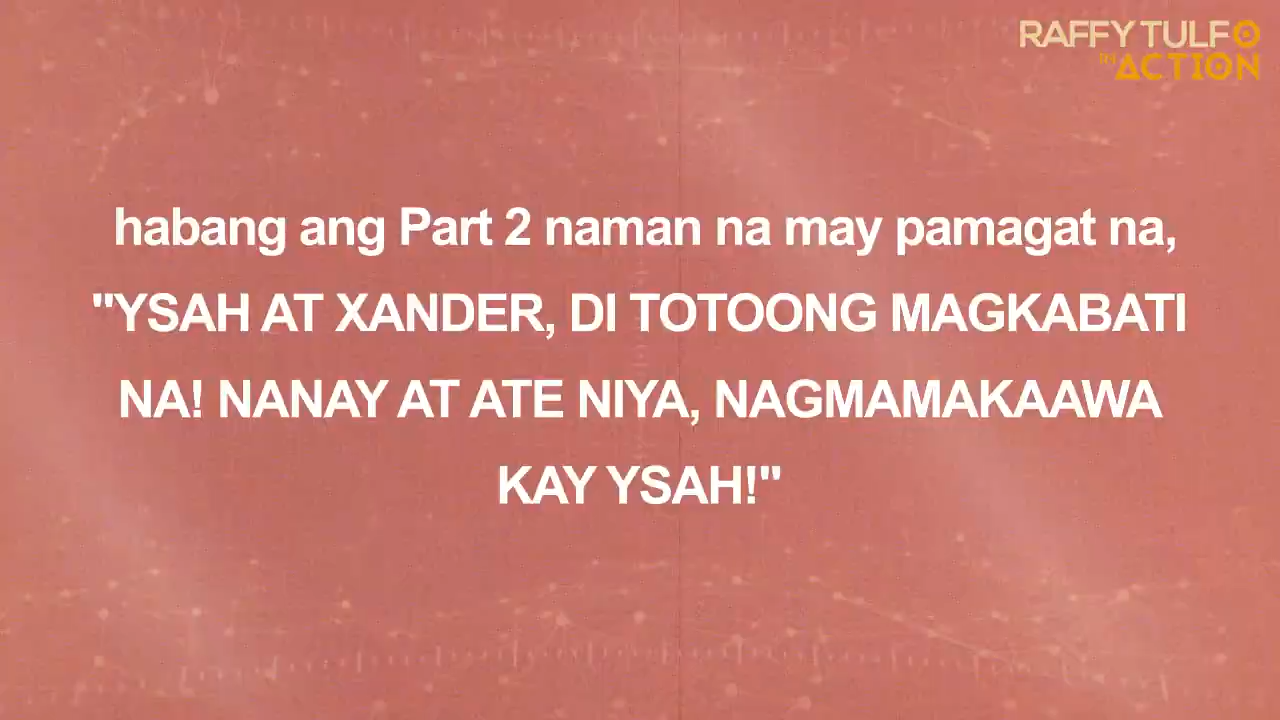 RAFFY TULFO
IN ACTION
habang ang Part 2 naman na may pamagat na,
"YSAH AT XANDER, DI TOTOONG MAGKABATI
NA! NANAY AT ATE NIYA, NAGMAMAKAAWA
KAY YSAH!"